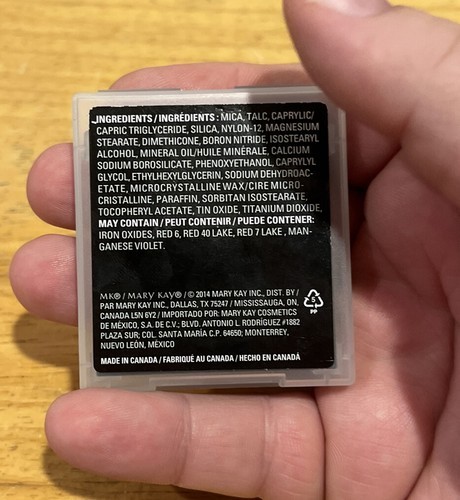 INGREDIENTS / INGRÉDIENTS : MICA, TALC, CAPRYLIC/
CAPRIC TRIGLYCERIDE, SILICA, NYLON-12, MAGNESIUM
STEARATE, DIMETHICONE, BORON NITRIDE, ISOSTEARYL
ALCOHOL, MINERAL OIL/HUILE MINÉRALE, CALCIUM
SODIUM BOROSILICATE, PHENOXYETHANOL, CAPRYLYL
GLYCOL, ETHYLHEXYLGLYCERIN, SODIUM DEHYDROAC-
ETATE, MICROCRYSTALLINE WAX/CIRE MICRO-
CRISTALLINE, PARAFFIN, SORBITAN ISOSTEARATE,
TOCOPHERYL ACETATE, TIN OXIDE, TITANIUM DIOXIDE,
MAY CONTAIN / PEUT CONTENIR / PUEDE CONTENER:
IRON OXIDES, RED 6, RED 40 LAKE, RED 7 LAKE , MAN-
GANESE VIOLET.
MK® / MARY KAY® / © 2014 MARY KAY INC., DIST. BY /
PAR MARY KAY INC., DALLAS, TX 75247 / MISSISSAUGA, ON,
CANADA L5N 6Y2 / IMPORTADO POR: MARY KAY COSMETICS
DE MÉXICO, S.A. DE C.V.; BLVD. ANTONIO L. RODRÍGUEZ #1882
PLAZA SUR; COL. SANTA MARÍA C.P. 64650; MONTERREY,
NUEVO LEÓN, MÉXICO
5
PP
MADE IN CANADA / FABRIQUÉ AU CANADA / HECHO EN CANADÁ